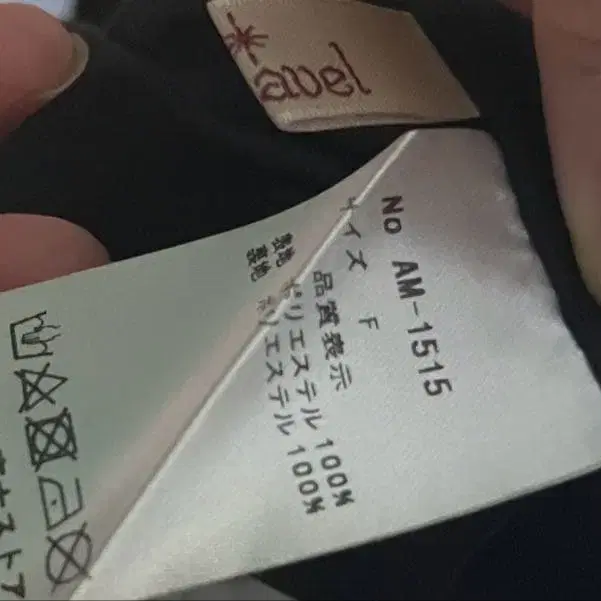 avel
No AM-1515
サイズ F
品質表示
表地 ポリエステル 100%
裏地 ポリエステル 100%